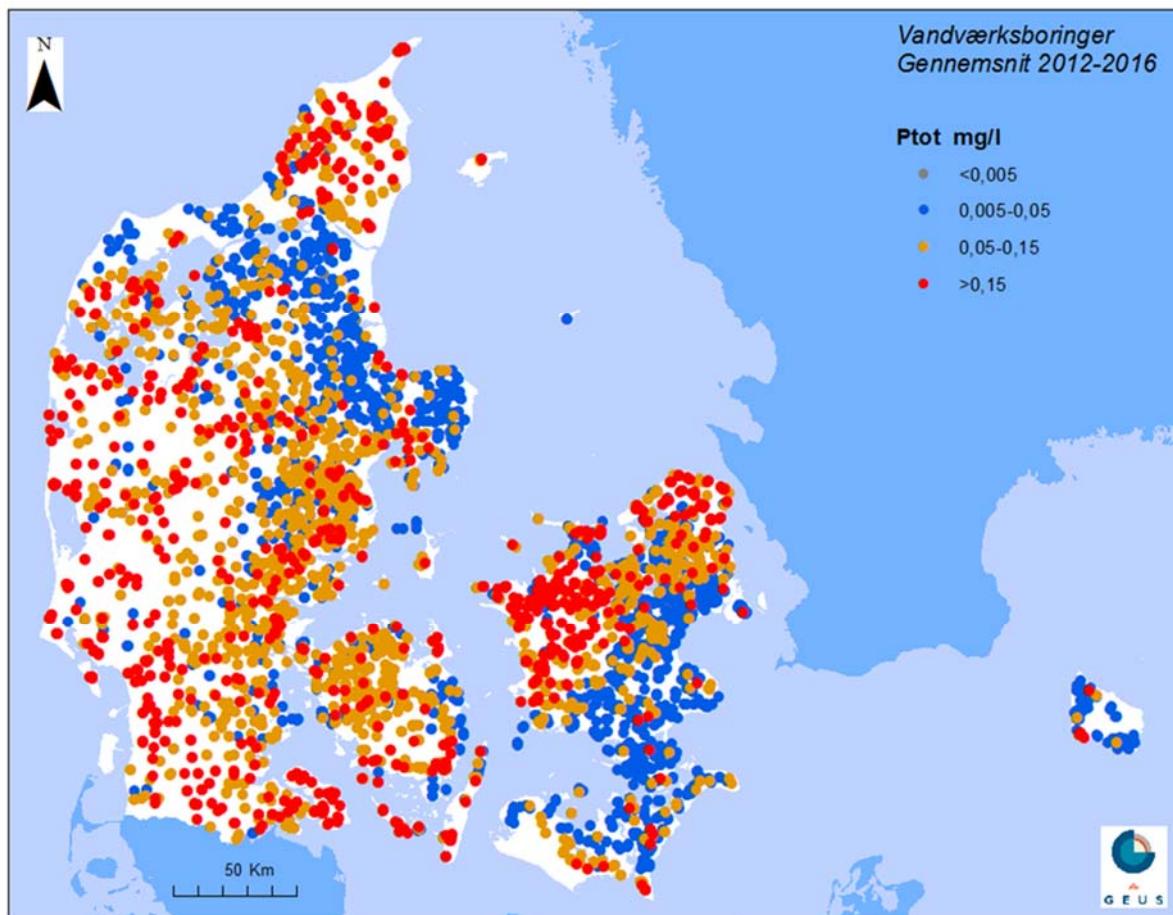 N
Vandværksboringer
Gennemsnit 2012-2016
Ptot mg/l
<0,005
0,005-0,05
0,05-0,15
>0,15
50 Km
G E U S